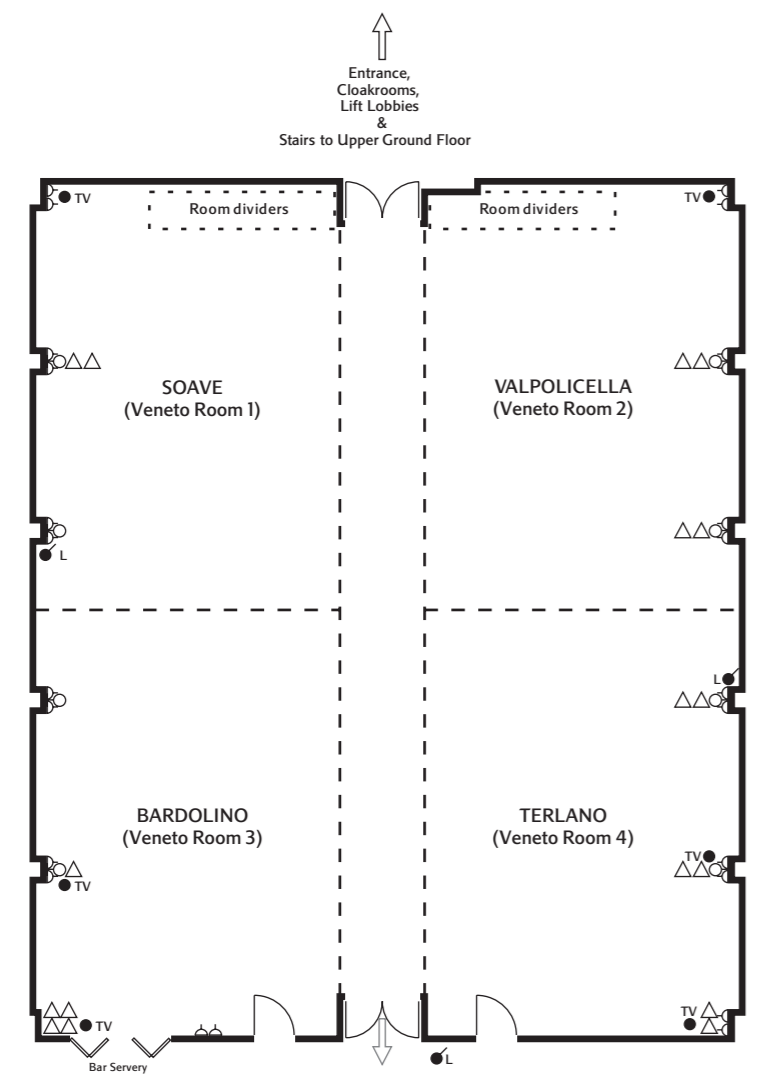 Entrance,
Cloakrooms,
Lift Lobbies
&
Stairs to Upper Ground Floor
TV
Room dividers
Room dividers
TV
SOAVE
(Veneto Room 1)
VALPOLICELLA
(Veneto Room 2)
L
L
BARDOLINO
(Veneto Room 3)
TERLANO
(Veneto Room 4)
TV
TV
TV
TV
L
Bar Servery